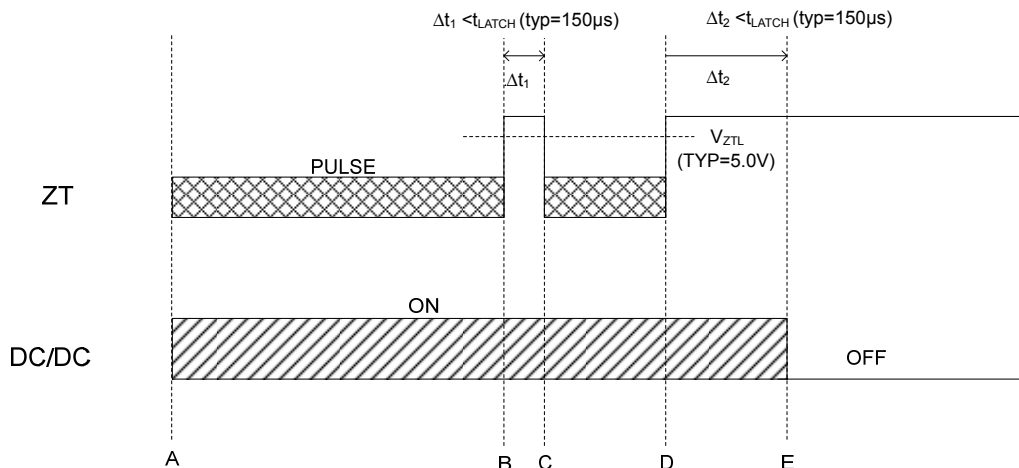 Δt₁ <tLATCH (typ=150μs)
Δt₂ <tLATCH (typ=150μs)
Δt₁
Δt₂
VZTL
(TYP=5.0V)
PULSE
ZT
ON
DC/DC
OFF
A B C D E